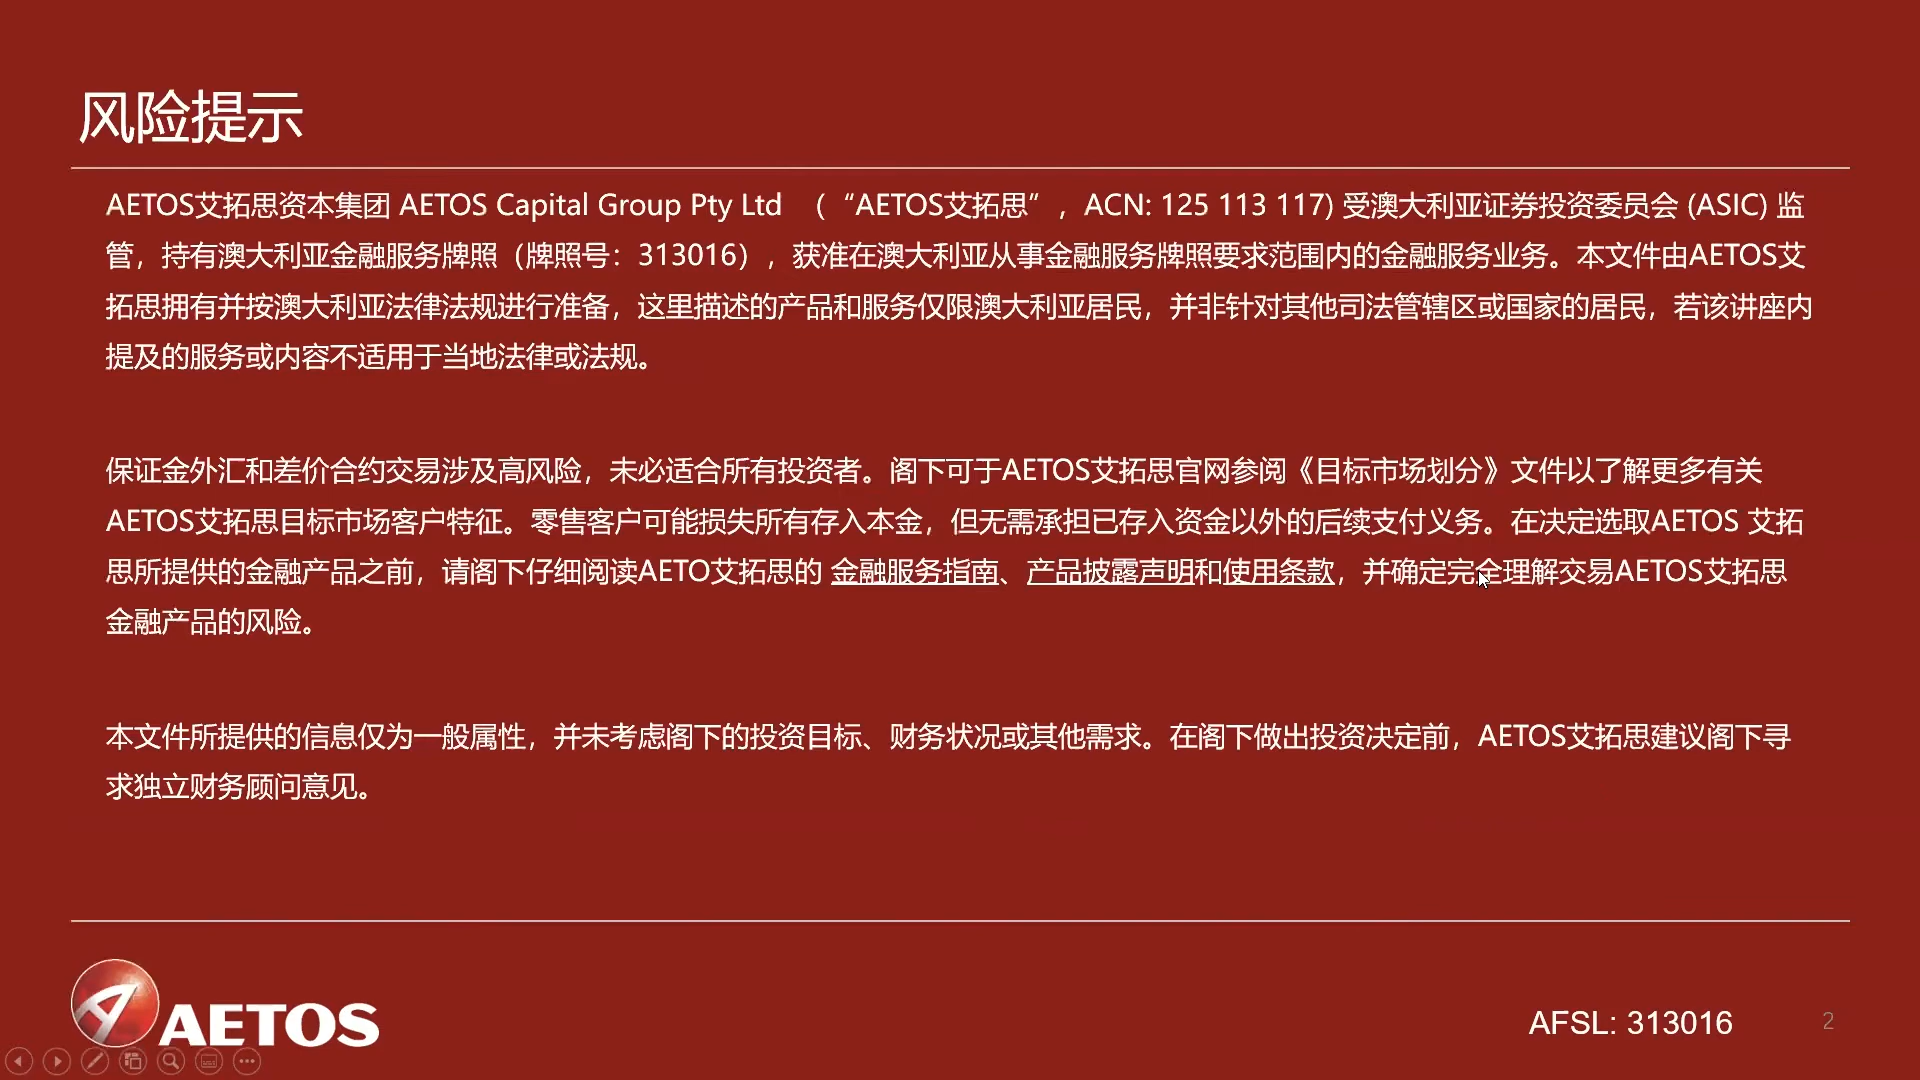 风险提示
AETOS艾拓思资本集团 AETOS Capital Group Pty Ltd （“AETOS艾拓思”，ACN: 125 113 117) 受澳大利亚证券投资委员会 (ASIC) 监
管，持有澳大利亚金融服务牌照（牌照号：313016），获准在澳大利亚从事金融服务牌照要求范围内的金融服务业务。本文件由AETOS艾
拓思拥有并按澳大利亚法律法规进行准备，这里描述的产品和服务仅限澳大利亚居民，并非针对其他司法管辖区或国家的居民，若该讲座内
提及的服务或内容不适用于当地法律或法规。
保证金外汇和差价合约交易涉及高风险，未必适合所有投资者。阁下可于AETOS艾拓思官网参阅《目标市场划分》文件以了解更多有关
AETOS艾拓思目标市场客户特征。零售客户可能损失所有存入本金，但无需承担已存入资金以外的后续支付义务。在决定选取AETOS 艾拓
思所提供的金融产品之前，请阁下仔细阅读AETO艾拓思的 金融服务指南、产品披露声明和使用条款，并确定完全理解交易AETOS艾拓思
金融产品的风险。
本文件所提供的信息仅为一般属性，并未考虑阁下的投资目标、财务状况或其他需求。在阁下做出投资决定前，AETOS艾拓思建议阁下寻
求独立财务顾问意见。
AETOS
AFSL: 313016
2